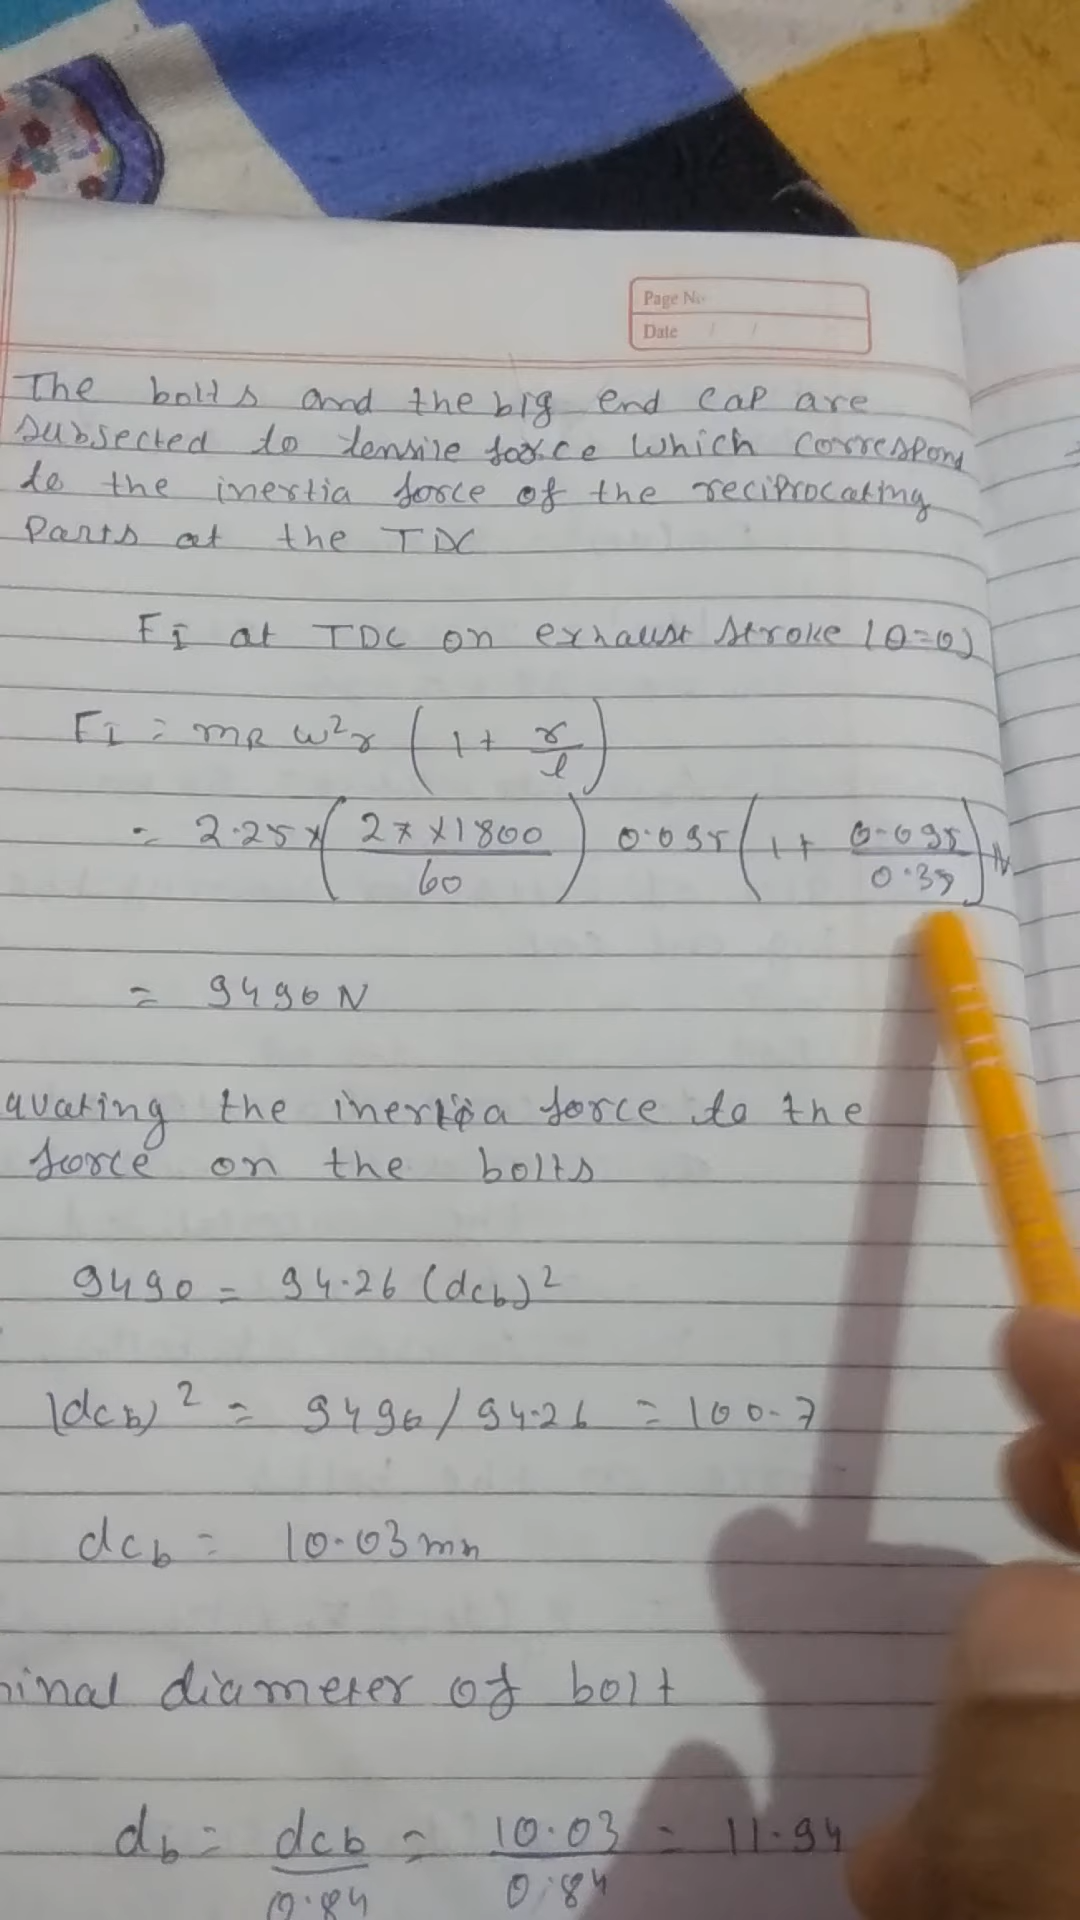 Page No.
Date / /
The bolts and the big end cap are
subsected to tensile force which correspond
to the inertia force of the reciprocating
parts at the TDC
FI at TDC on exhaust stroke (θ=0)
FI = mR ω²r (1 + r/l)
= 2.25 × (2π×1800/60) 0.095 (1 + 0.095/0.38) N
= 9490 N
quating the inertia force to the
force on the bolts
9490 = 94.26 (dcb)²
(dcb)² = 9490/94.26 = 100.7
dcb = 10.03 mm
inal diameter of bolt
db = dcb/0.84 = 10.03/0.84 = 11.94